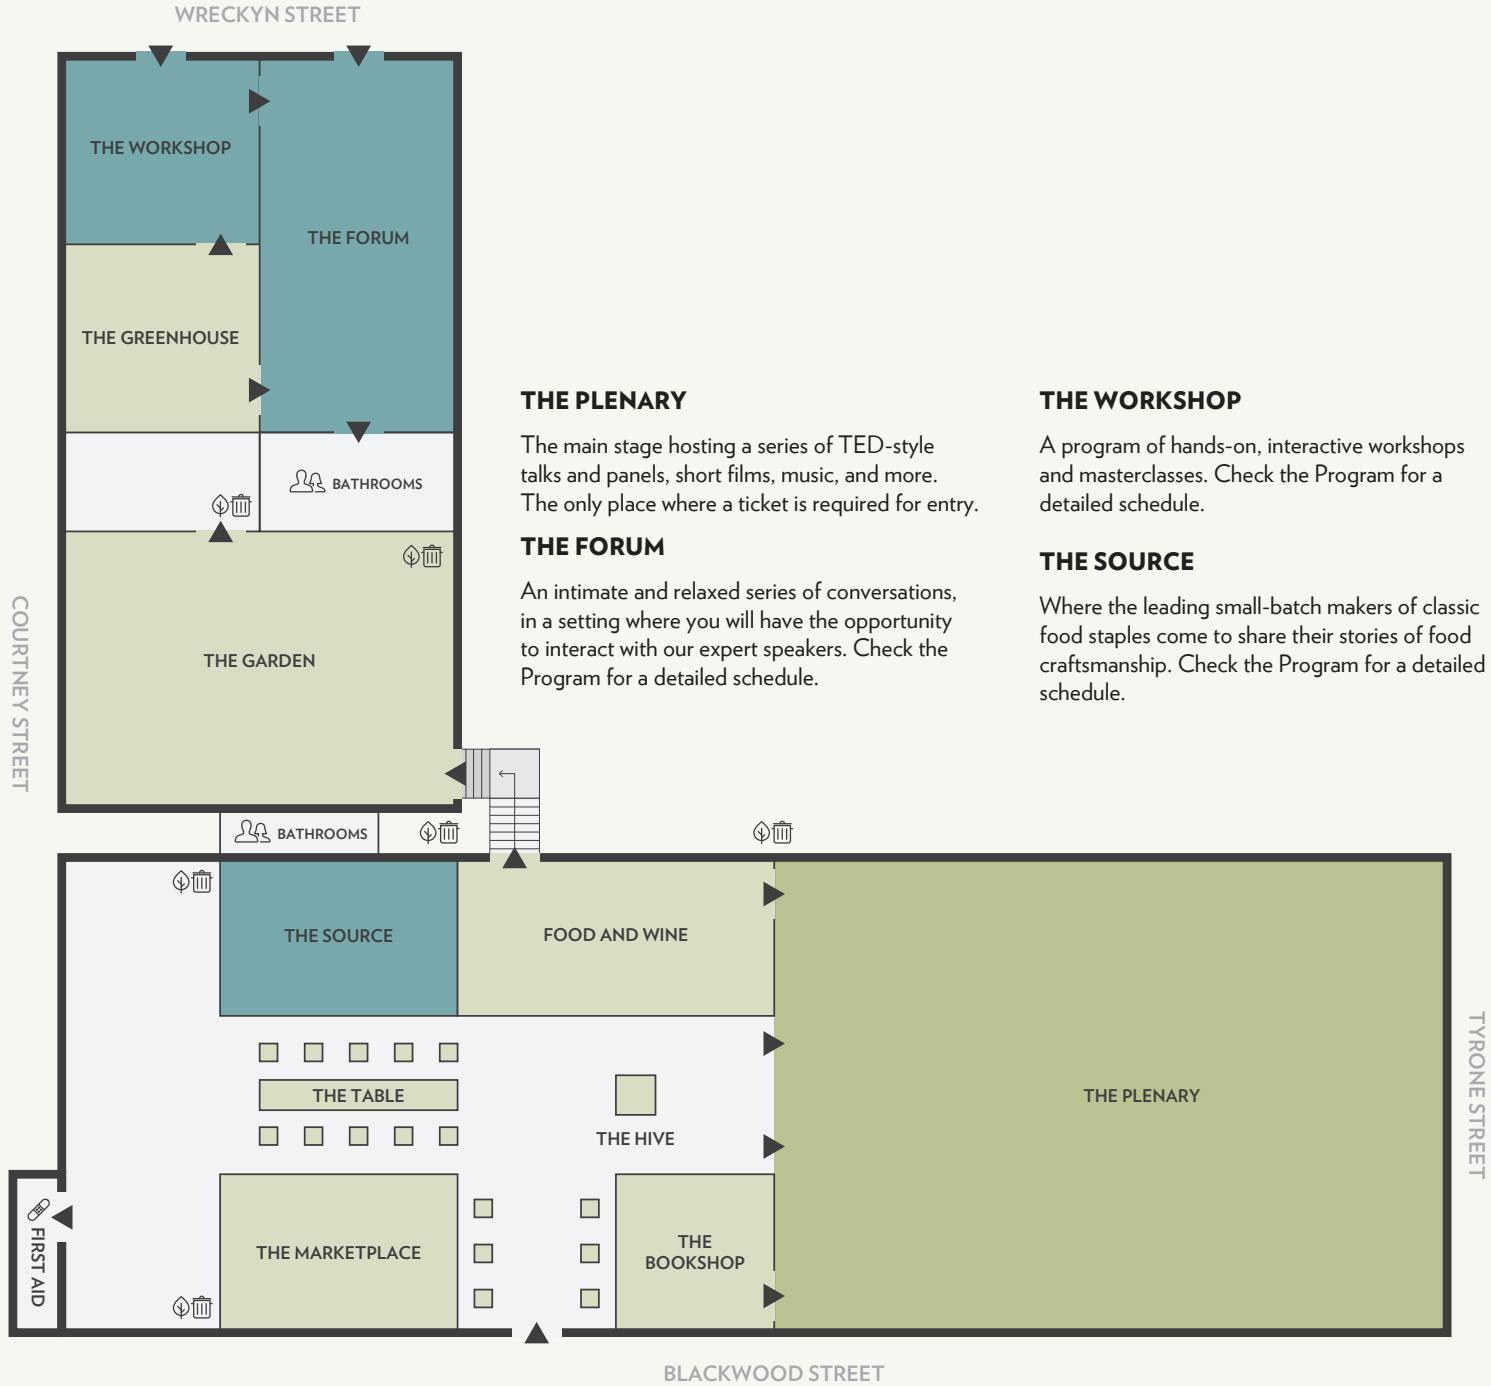 WRECKYN STREET
THE WORKSHOP
THE FORUM
THE GREENHOUSE
BATHROOMS
THE GARDEN
COURTNEY STREET
THE PLENARY
The main stage hosting a series of TED-style
talks and panels, short films, music, and more.
The only place where a ticket is required for entry.
THE FORUM
An intimate and relaxed series of conversations,
in a setting where you will have the opportunity
to interact with our expert speakers. Check the
Program for a detailed schedule.
THE WORKSHOP
A program of hands-on, interactive workshops
and masterclasses. Check the Program for a
detailed schedule.
THE SOURCE
Where the leading small-batch makers of classic
food staples come to share their stories of food
craftsmanship. Check the Program for a detailed
schedule.
BATHROOMS
THE SOURCE
FOOD AND WINE
THE TABLE
THE HIVE
THE PLENARY
TYRONE STREET
FIRST AID
THE MARKETPLACE
THE
BOOKSHOP
BLACKWOOD STREET